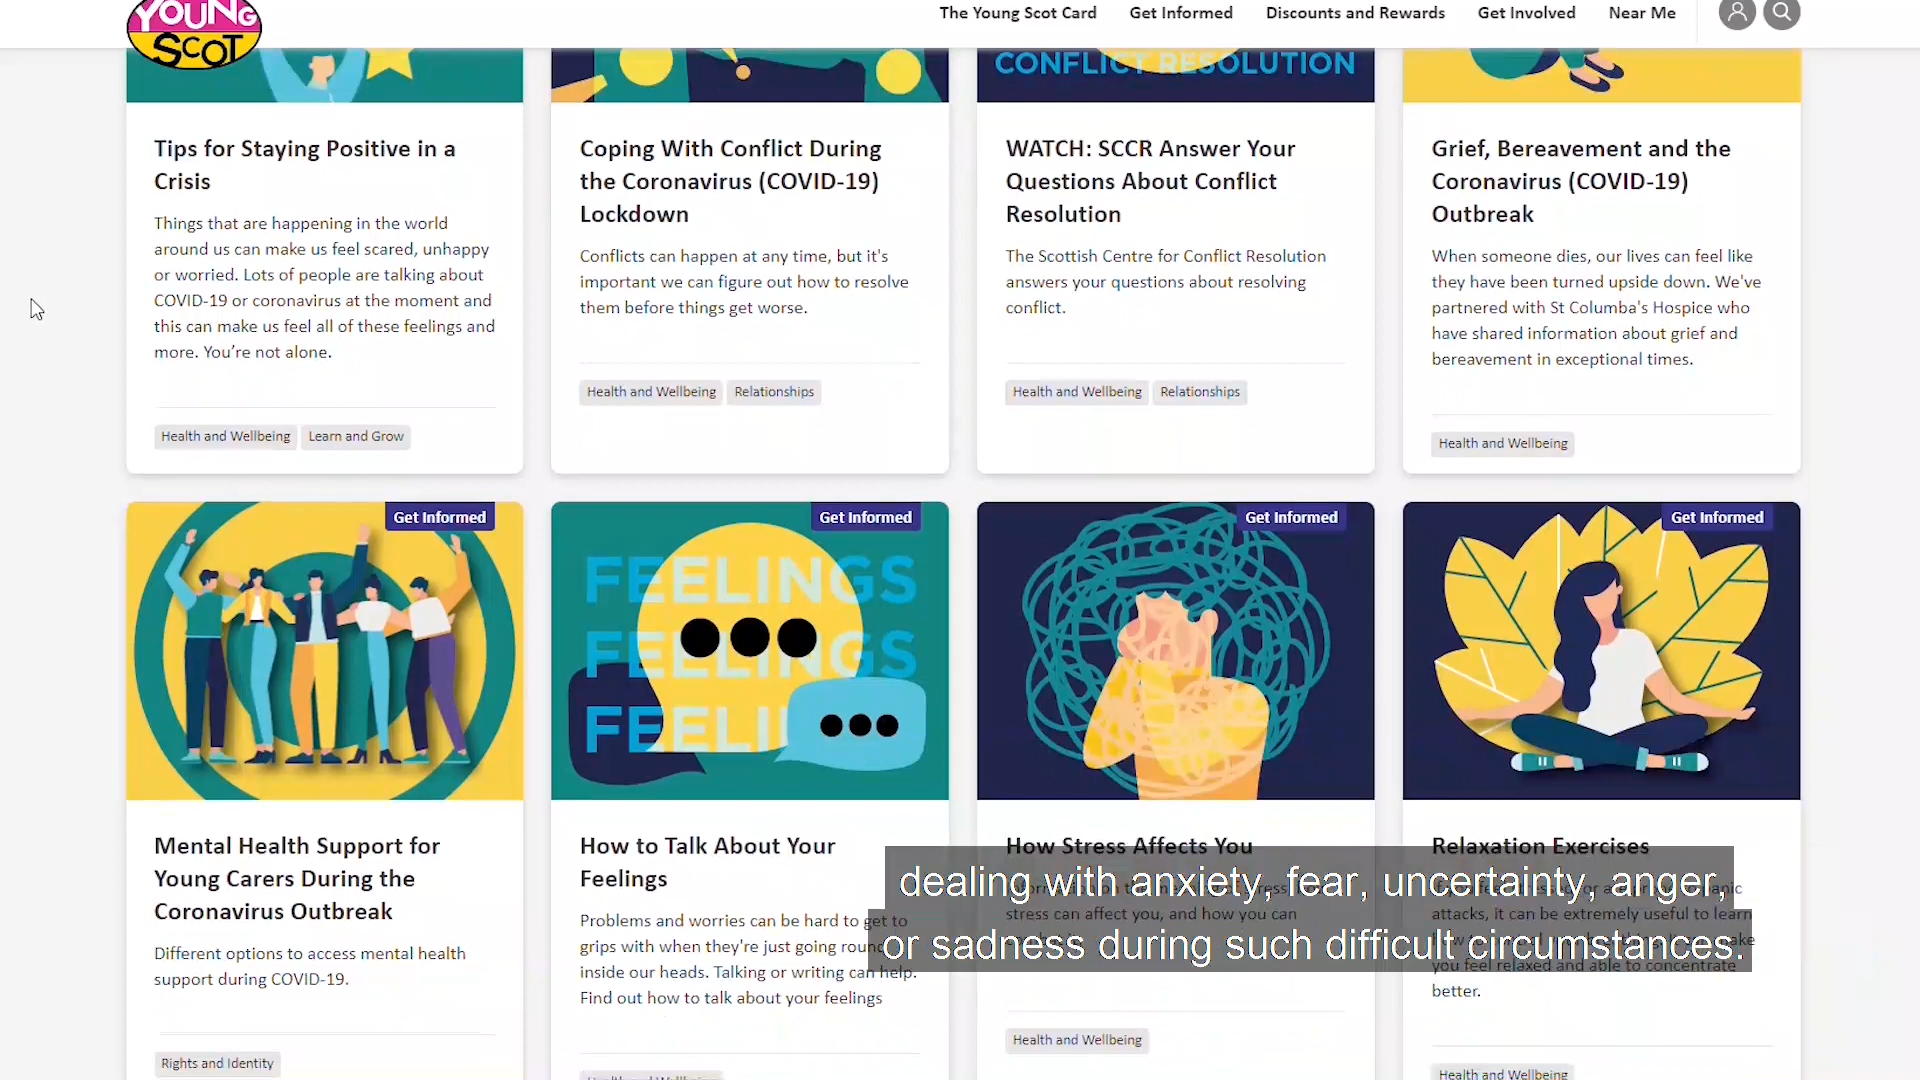 YOUNG
SCOT
The Young Scot Card
Get Informed
Discounts and Rewards
Get Involved
Near Me
CONFLICT RESOLUTION
Tips for Staying Positive in a
Crisis
Things that are happening in the world
around us can make us feel scared, unhappy
or worried. Lots of people are talking about
COVID-19 or coronavirus at the moment and
this can make us feel all of these feelings and
more. You’re not alone.
Health and Wellbeing
Learn and Grow
Coping With Conflict During
the Coronavirus (COVID-19)
Lockdown
Conflicts can happen at any time, but it's
important we can figure out how to resolve
them before things get worse.
Health and Wellbeing
Relationships
WATCH: SCCR Answer Your
Questions About Conflict
Resolution
The Scottish Centre for Conflict Resolution
answers your questions about resolving
conflict.
Health and Wellbeing
Relationships
Grief, Bereavement and the
Coronavirus (COVID-19)
Outbreak
When someone dies, our lives can feel like
they have been turned upside down. We've
partnered with St Columba's Hospice who
have shared information about grief and
bereavement in exceptional times.
Health and Wellbeing
Get Informed
Mental Health Support for
Young Carers During the
Coronavirus Outbreak
Different options to access mental health
support during COVID-19.
Rights and Identity
Get Informed
FEELINGS
FEELINGS
FEELI
How to Talk About Your
Feelings
Problems and worries can be hard to get to
grips with when they're just going round
inside our heads. Talking or writing can help.
Find out how to talk about your feelings
Health and Wellbeing
Get Informed
How Stress Affects You
stress can affect you, and how you can
Health and Wellbeing
Get Informed
Relaxation Exercises
panic
attacks, it can be extremely useful to learn
you feel relaxed and able to concentrate
better.
Health and Wellbeing
dealing with anxiety, fear, uncertainty, anger,
or sadness during such difficult circumstances.